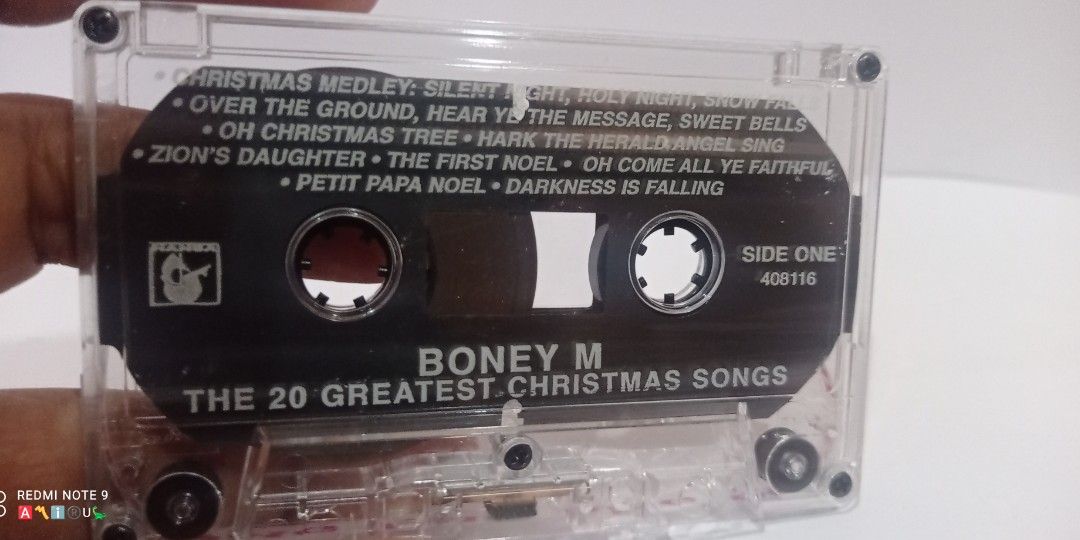 • CHRISTMAS MEDLEY: SILENT NIGHT, HOLY NIGHT, SNOW
• OVER THE GROUND, HEAR YE THE MESSAGE, SWEET BELLS
• OH CHRISTMAS TREE • HARK THE HERALD ANGEL SING
• ZION'S DAUGHTER • THE FIRST NOEL • OH COME ALL YE FAITHFUL
• PETIT PAPA NOEL • DARKNESS IS FALLING
SIDE ONE
408116
BONEY M
THE 20 GREATEST CHRISTMAS SONGS
REDMI NOTE 9